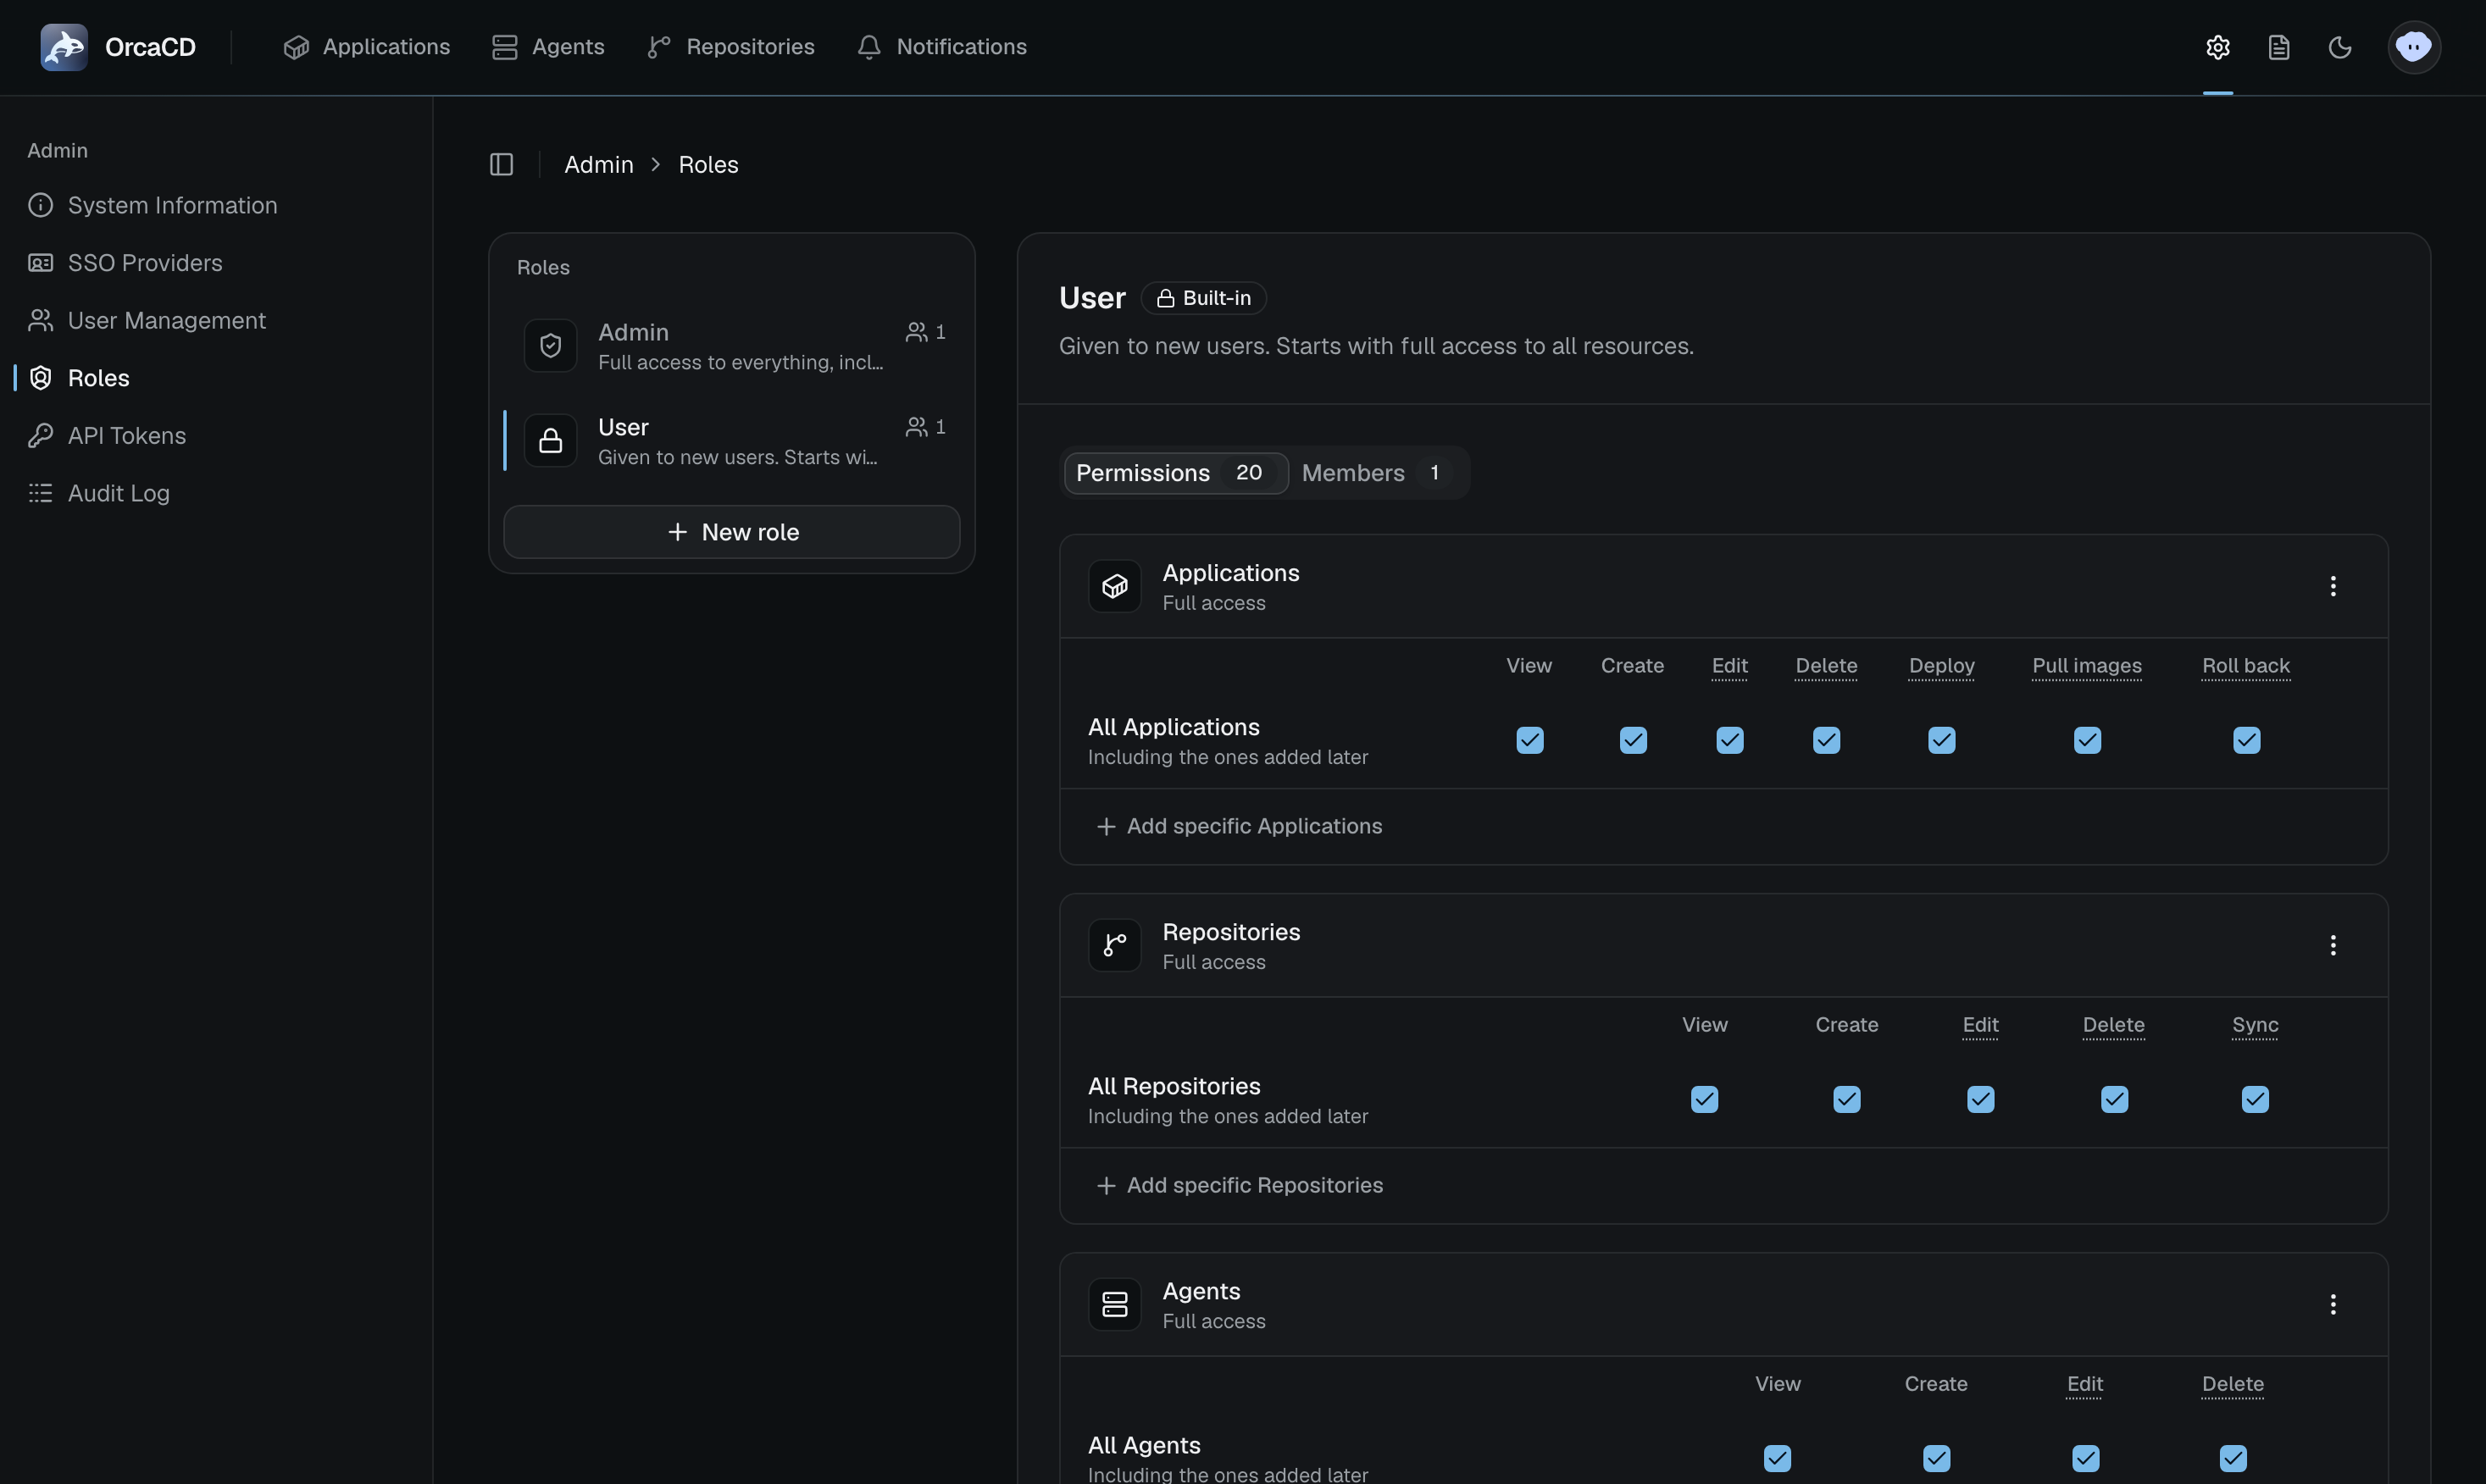 OrcaCD
Applications
Agents
Repositories
Notifications
Admin
System Information
SSO Providers
User Management
Roles
API Tokens
Audit Log
Admin > Roles
Roles
Admin
1
Full access to everything, incl...
User
1
Given to new users. Starts wi...
+ New role
User
Built-in
Given to new users. Starts with full access to all resources.
Permissions 20
Members 1
Applications
Full access
View Create Edit Delete Deploy Pull images Roll back
All Applications
Including the ones added later
+ Add specific Applications
Repositories
Full access
View Create Edit Delete Sync
All Repositories
Including the ones added later
+ Add specific Repositories
Agents
Full access
View Create Edit Delete
All Agents
Including the ones added later